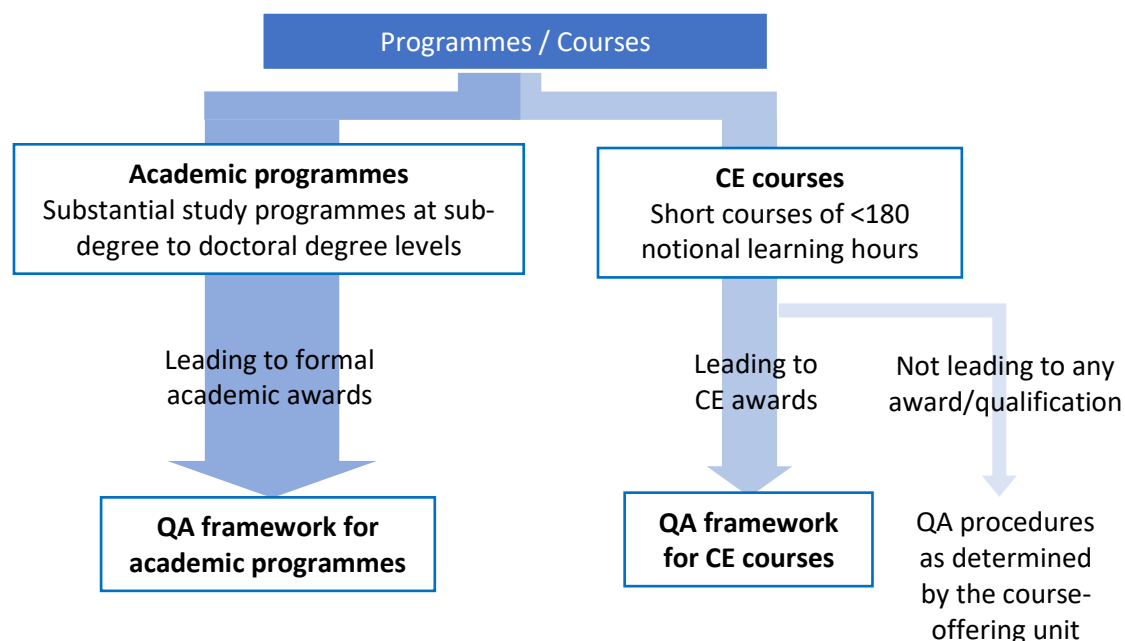 Programmes / Courses
Academic programmes
Substantial study programmes at sub-
degree to doctoral degree levels
CE courses
Short courses of <180
notional learning hours
Leading to formal
academic awards
Leading to
CE awards
Not leading to any
award/qualification
QA framework for
academic programmes
QA framework
for CE courses
QA procedures
as determined
by the course-
offering unit